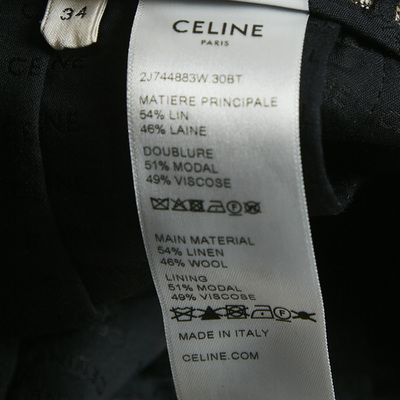 34
CELINE
CELINE
PARIS
2J744883W 30BT
MATIERE PRINCIPALE
54% LIN
46% LAINE
DOUBLURE
51% MODAL
49% VISCOSE
MAIN MATERIAL
54% LINEN
46% WOOL
LINING
51% MODAL
49% VISCOSE
MADE IN ITALY
CELINE.COM